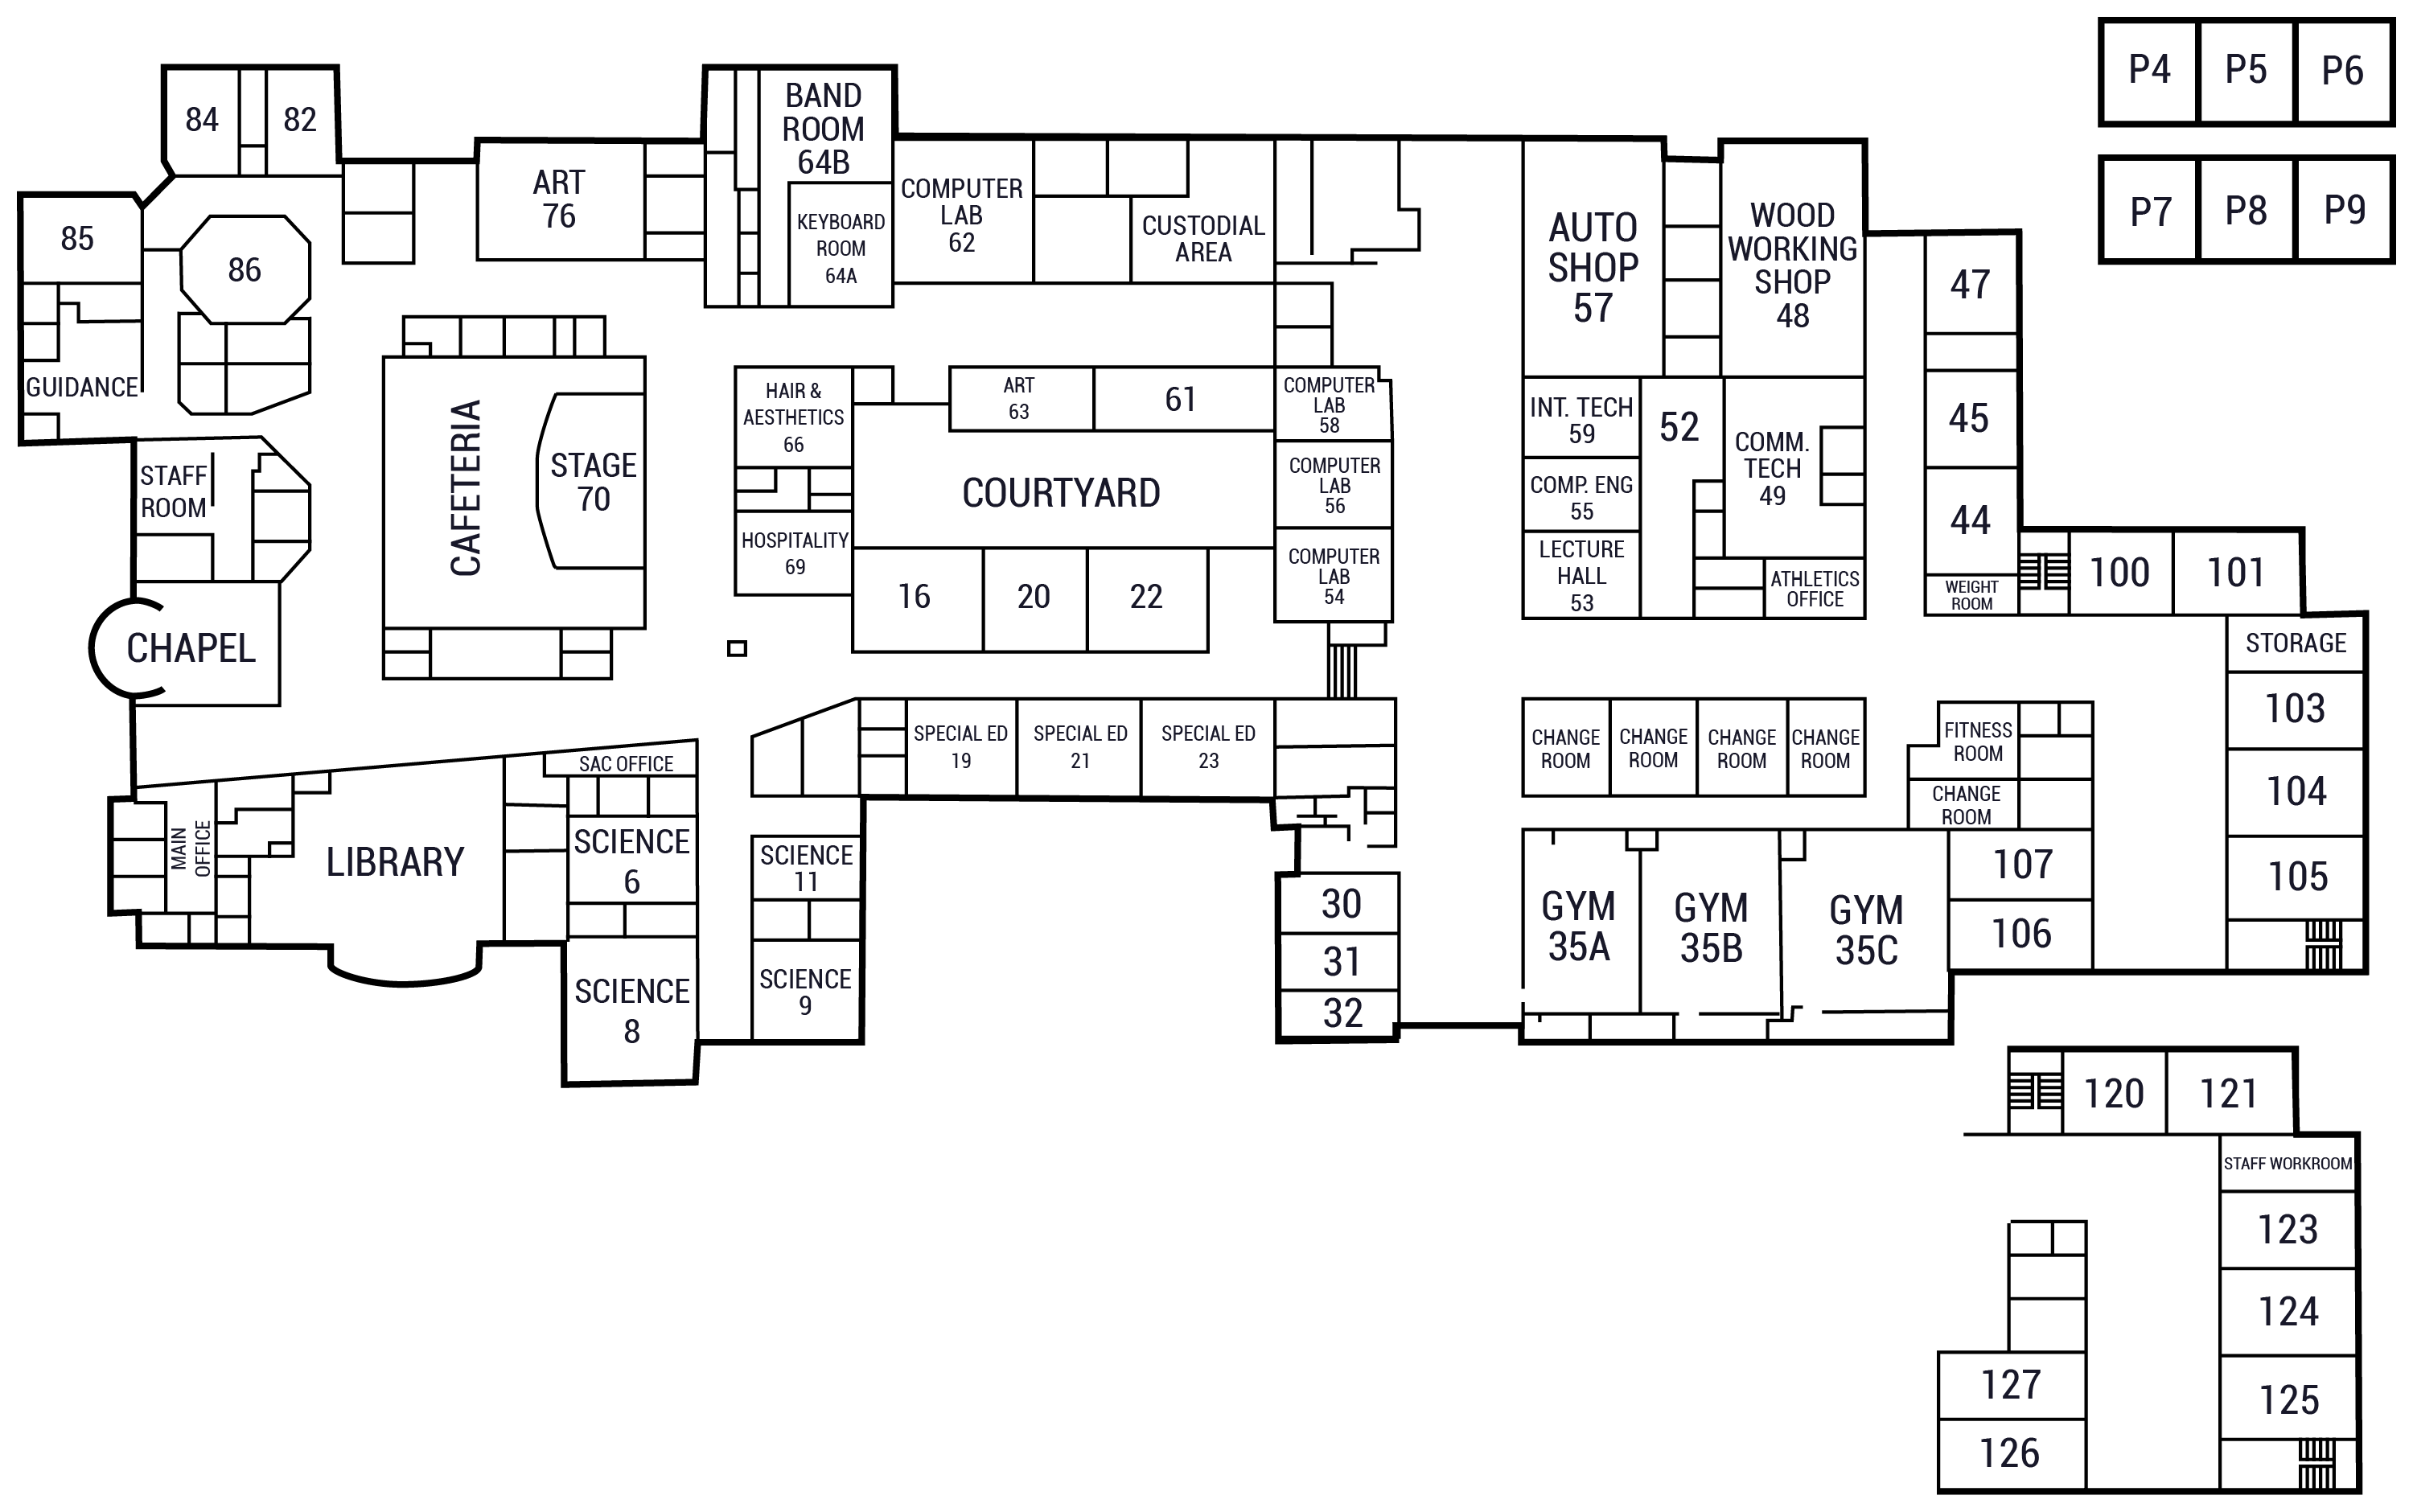 P4
P5
P6
P7
P8
P9
84
82
85
86
GUIDANCE
ART
76
BAND
ROOM
64B
KEYBOARD
ROOM
64A
COMPUTER
LAB
62
CUSTODIAL
AREA
AUTO
SHOP
57
WOOD
WORKING
SHOP
48
47
45
44
WEIGHT
ROOM
STAFF
ROOM
CHAPEL
CAFETERIA
STAGE
70
HAIR &
AESTHETICS
66
HOSPITALITY
69
ART
63
61
COURTYARD
16
20
22
COMPUTER
LAB
58
COMPUTER
LAB
56
COMPUTER
LAB
54
INT. TECH
59
COMP. ENG
55
LECTURE
HALL
53
52
COMM.
TECH
49
ATHLETICS
OFFICE
100
101
STORAGE
103
104
105
SPECIAL ED
19
SPECIAL ED
21
SPECIAL ED
23
CHANGE
ROOM
CHANGE
ROOM
CHANGE
ROOM
CHANGE
ROOM
FITNESS
ROOM
CHANGE
ROOM
107
106
MAIN
OFFICE
LIBRARY
SAC OFFICE
SCIENCE
6
SCIENCE
8
SCIENCE
11
SCIENCE
9
30
31
32
GYM
35A
GYM
35B
GYM
35C
120
121
STAFF WORKROOM
123
124
125
127
126